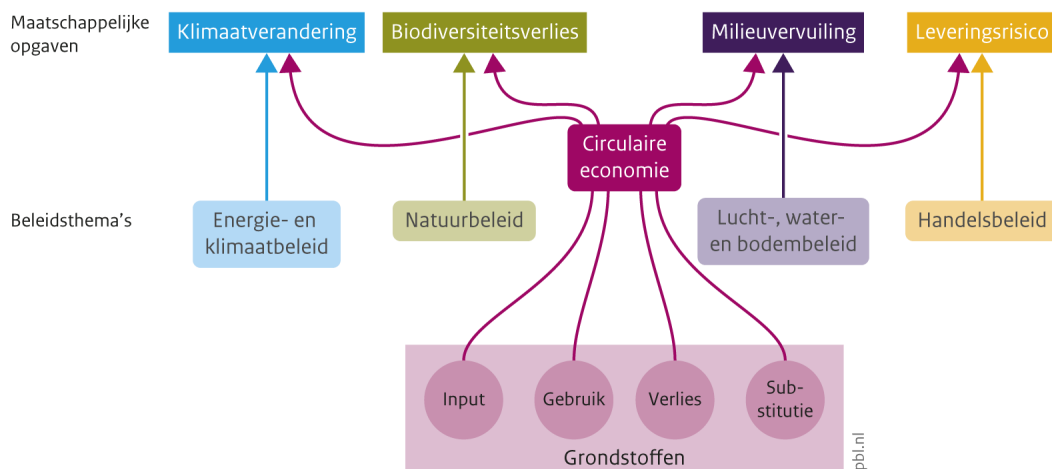 Maatschappelijke
opgaven
Klimaatverandering
Biodiversiteitsverlies
Milieuvervuiling
Leveringsrisico
Circulaire
economie
Beleidsthema's
Energie- en
klimaatbeleid
Natuurbeleid
Lucht-, water-
en bodembeleid
Handelsbeleid
Input
Gebruik
Verlies
Sub-
stitutie
Grondstoffen
pbl.nl